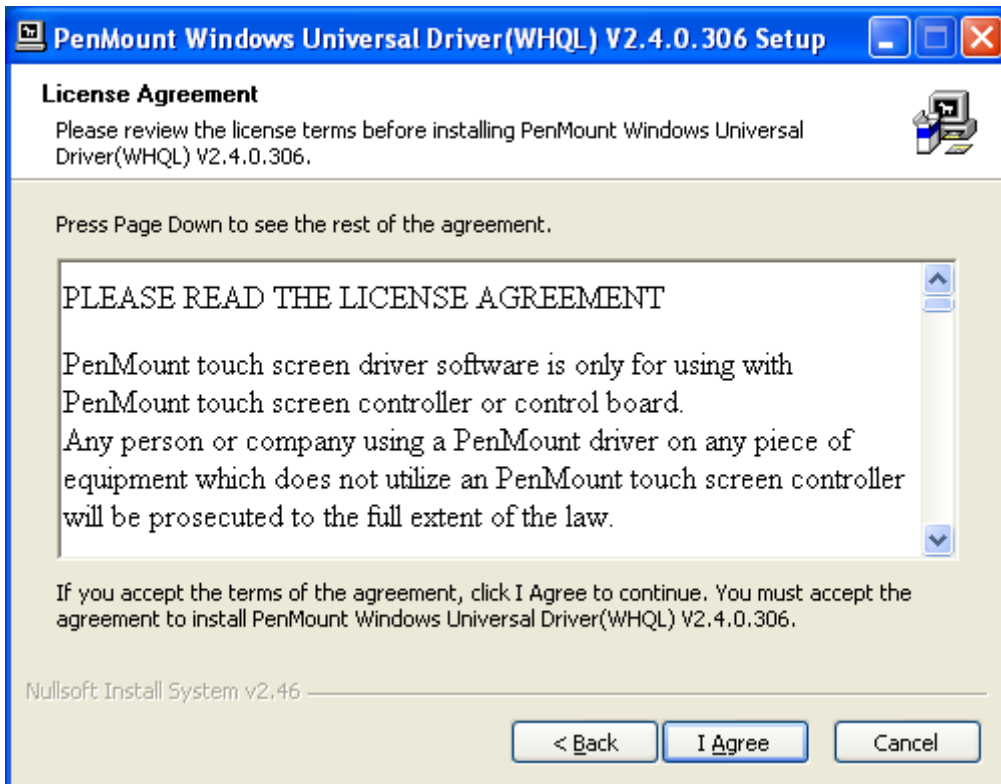 PenMount Windows Universal Driver(WHQL) V2.4.0.306 Setup
License Agreement
Please review the license terms before installing PenMount Windows Universal
Driver(WHQL) V2.4.0.306.
Press Page Down to see the rest of the agreement.
PLEASE READ THE LICENSE AGREEMENT
PenMount touch screen driver software is only for using with
PenMount touch screen controller or control board.
Any person or company using a PenMount driver on any piece of
equipment which does not utilize an PenMount touch screen controller
will be prosecuted to the full extent of the law.
If you accept the terms of the agreement, click I Agree to continue. You must accept the
agreement to install PenMount Windows Universal Driver(WHQL) V2.4.0.306.
Nullsoft Install System v2.46
< Back
I Agree
Cancel